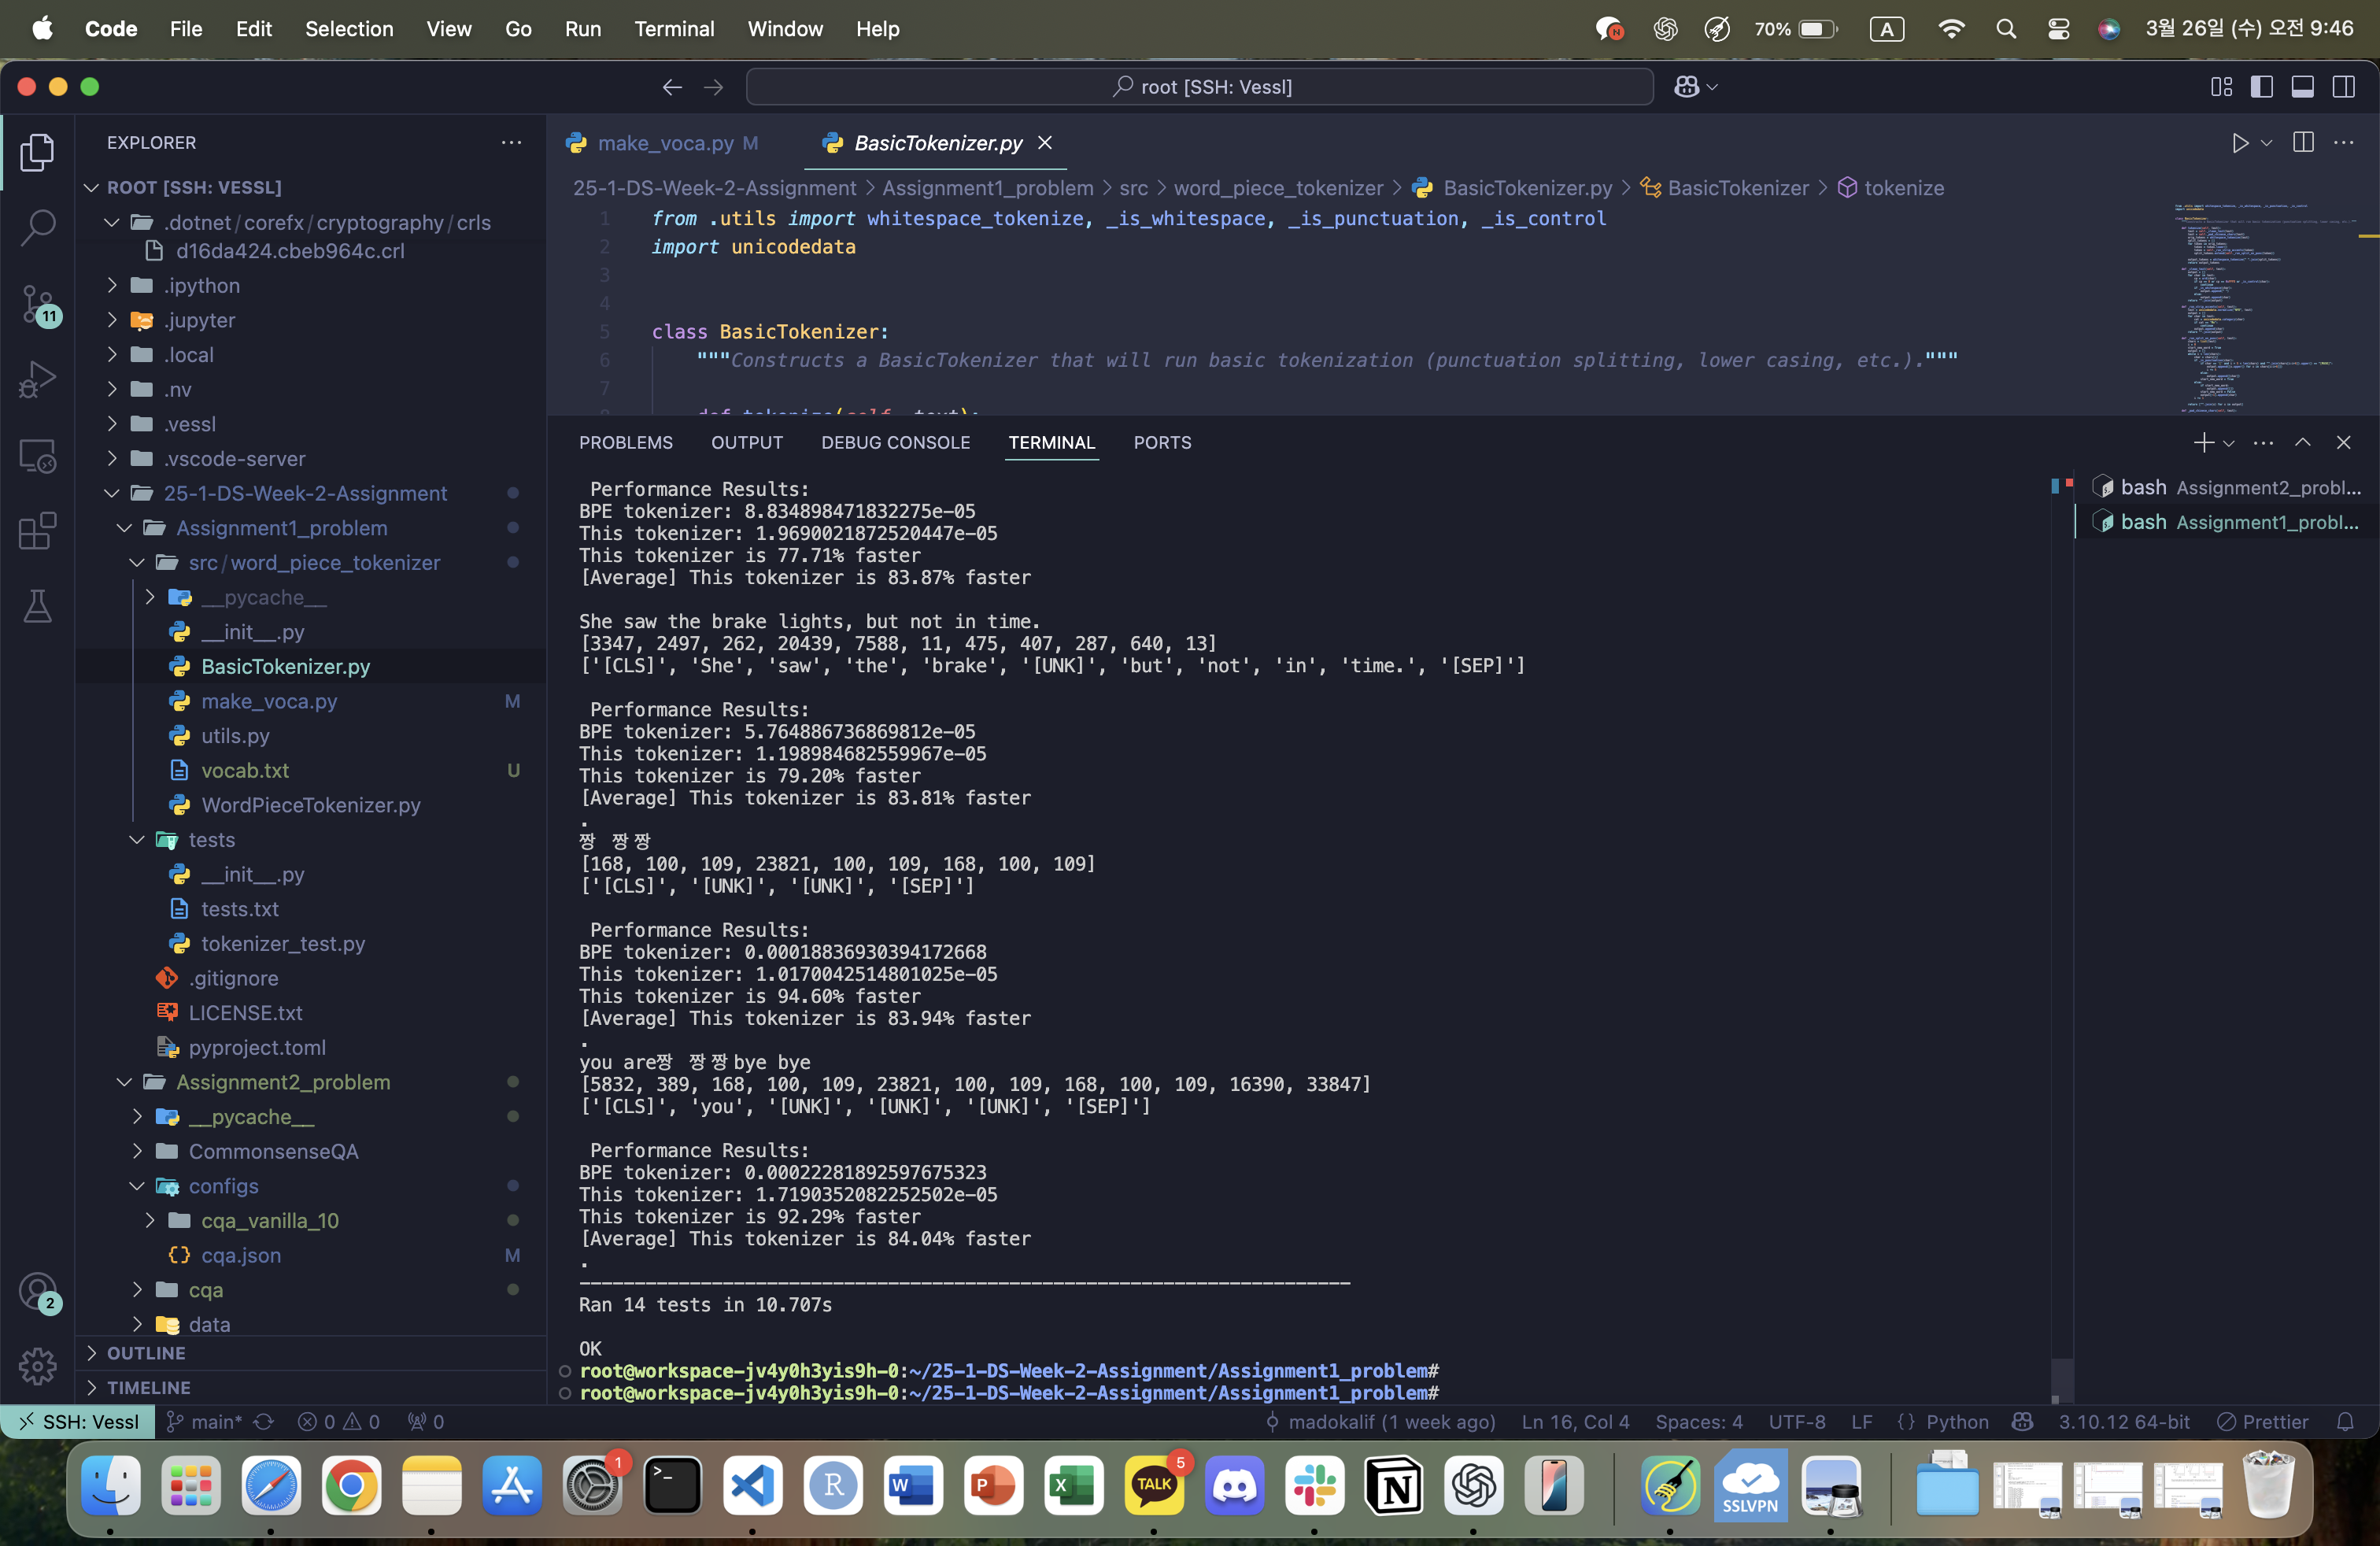 Code File Edit Selection View Go Run Terminal Window Help
N 70% A 3월 26일 (수) 오전 9:46
root [SSH: Vessl]
EXPLORER
ROOT [SSH: VESSL]
.dotnet/corefx/cryptography/crls
d16da424.cbeb964c.crl
.ipython
.jupyter
.local
.nv
.vessl
.vscode-server
25-1-DS-Week-2-Assignment
Assignment1_problem
src/word_piece_tokenizer
__pycache__
__init__.py
BasicTokenizer.py
make_voca.py M
utils.py
vocab.txt U
WordPieceTokenizer.py
tests
__init__.py
tests.txt
tokenizer_test.py
.gitignore
LICENSE.txt
pyproject.toml
Assignment2_problem
__pycache__
CommonsenseQA
configs
cqa_vanilla_10
cqa.json M
cqa
data
OUTLINE
TIMELINE
11
2
make_voca.py M BasicTokenizer.py
25-1-DS-Week-2-Assignment > Assignment1_problem > src > word_piece_tokenizer > BasicTokenizer.py > BasicTokenizer > tokenize
1 from .utils import whitespace_tokenize, _is_whitespace, _is_punctuation, _is_control
2 import unicodedata
3
4
5 class BasicTokenizer:
6 """Constructs a BasicTokenizer that will run basic tokenization (punctuation splitting, lower casing, etc.)."""
7
8 def tokenize(self, text):
PROBLEMS OUTPUT DEBUG CONSOLE TERMINAL PORTS
bash Assignment2_probl...
bash Assignment1_probl...
Performance Results:
BPE tokenizer: 8.834898471832275e-05
This tokenizer: 1.9690021872520447e-05
This tokenizer is 77.71% faster
[Average] This tokenizer is 83.87% faster
She saw the brake lights, but not in time.
[3347, 2497, 262, 20439, 7588, 11, 475, 407, 287, 640, 13]
['[CLS]', 'She', 'saw', 'the', 'brake', '[UNK]', 'but', 'not', 'in', 'time.', '[SEP]']
Performance Results:
BPE tokenizer: 5.764886736869812e-05
This tokenizer: 1.198984682559967e-05
This tokenizer is 79.20% faster
[Average] This tokenizer is 83.81% faster
.
짱 짱짱
[168, 100, 109, 23821, 100, 109, 168, 100, 109]
['[CLS]', '[UNK]', '[UNK]', '[SEP]']
Performance Results:
BPE tokenizer: 0.00018836930394172668
This tokenizer: 1.0170042514801025e-05
This tokenizer is 94.60% faster
[Average] This tokenizer is 83.94% faster
.
you are짱 짱짱bye bye
[5832, 389, 168, 100, 109, 23821, 100, 109, 168, 100, 109, 16390, 33847]
['[CLS]', 'you', '[UNK]', '[UNK]', '[UNK]', '[SEP]']
Performance Results:
BPE tokenizer: 0.00022281892597675323
This tokenizer: 1.7190352082252502e-05
This tokenizer is 92.29% faster
[Average] This tokenizer is 84.04% faster
.
----------------------------------------------------------------------
Ran 14 tests in 10.707s
OK
root@workspace-jv4y0h3yis9h-0:~/25-1-DS-Week-2-Assignment/Assignment1_problem#
root@workspace-jv4y0h3yis9h-0:~/25-1-DS-Week-2-Assignment/Assignment1_problem#
SSH: Vessl main* 0 0 0 madokalif (1 week ago) Ln 16, Col 4 Spaces: 4 UTF-8 LF {} Python 3.10.12 64-bit Prettier
1 R W P X TALK 5 N SSLVPN